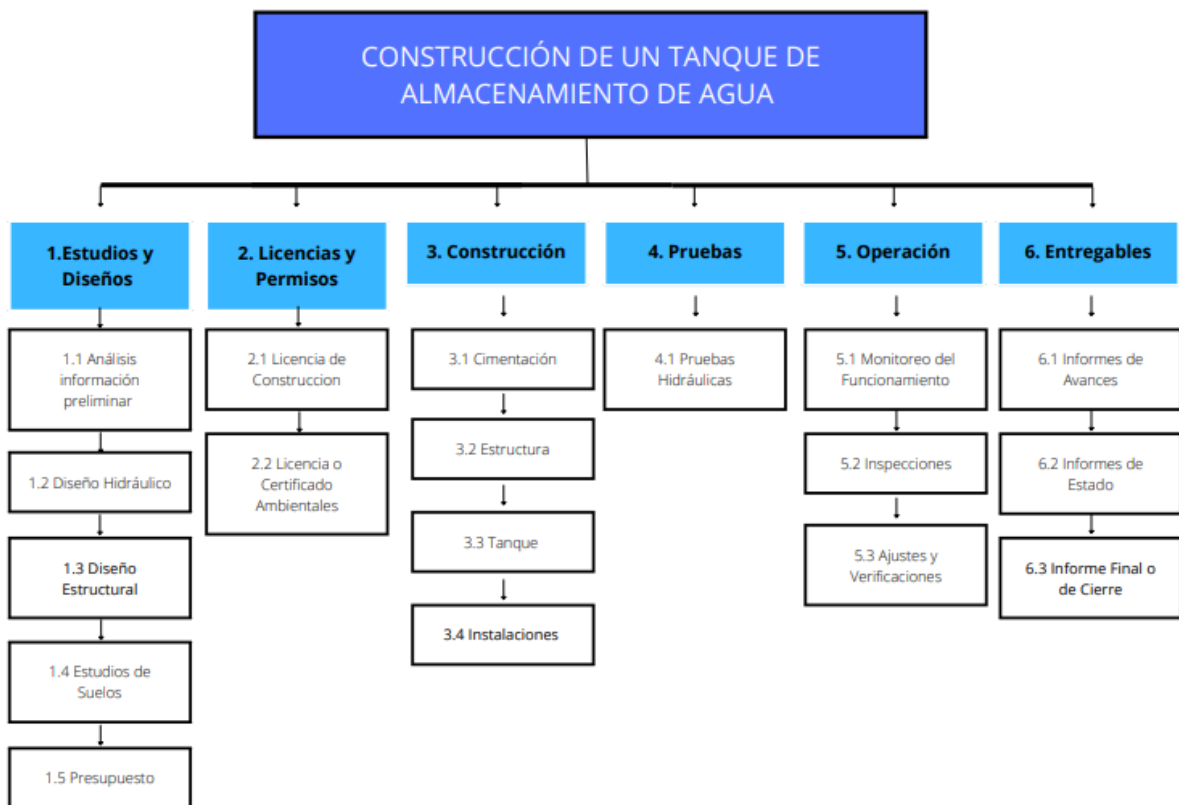 CONSTRUCCIÓN DE UN TANQUE DE
ALMACENAMIENTO DE AGUA
1.Estudios y
Diseños
1.1 Análisis
información
preliminar
1.2 Diseño Hidráulico
1.3 Diseño
Estructural
1.4 Estudios de
Suelos
1.5 Presupuesto
2. Licencias y
Permisos
2.1 Licencia de
Construccion
2.2 Licencia o
Certificado
Ambientales
3. Construcción
3.1 Cimentación
3.2 Estructura
3.3 Tanque
3.4 Instalaciones
4. Pruebas
4.1 Pruebas
Hidráulicas
5. Operación
5.1 Monitoreo del
Funcionamiento
5.2 Inspecciones
5.3 Ajustes y
Verificaciones
6. Entregables
6.1 Informes de
Avances
6.2 Informes de
Estado
6.3 Informe Final o
de Cierre